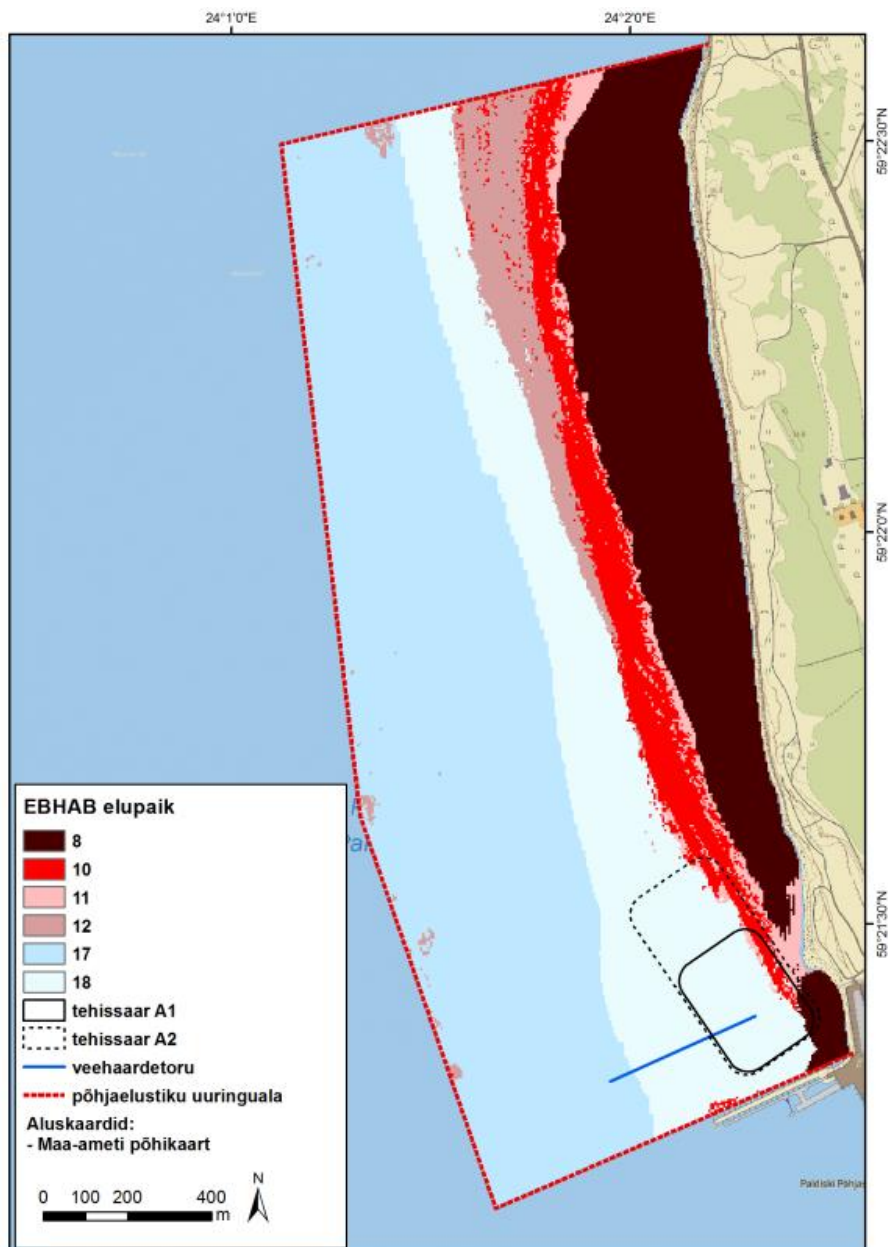 24°1'0"E 24°2'0"E
59°22'30"N
59°22'0"N
59°21'30"N
EBHAB elupaik
8
10
11
12
17
18
tehissaar A1
tehissaar A2
veehaardetoru
põhjaelustiku uuringuala
Aluskaardid:
- Maa-ameti põhikaart
0 100 200 400
m
N
Paldiski Põhjas